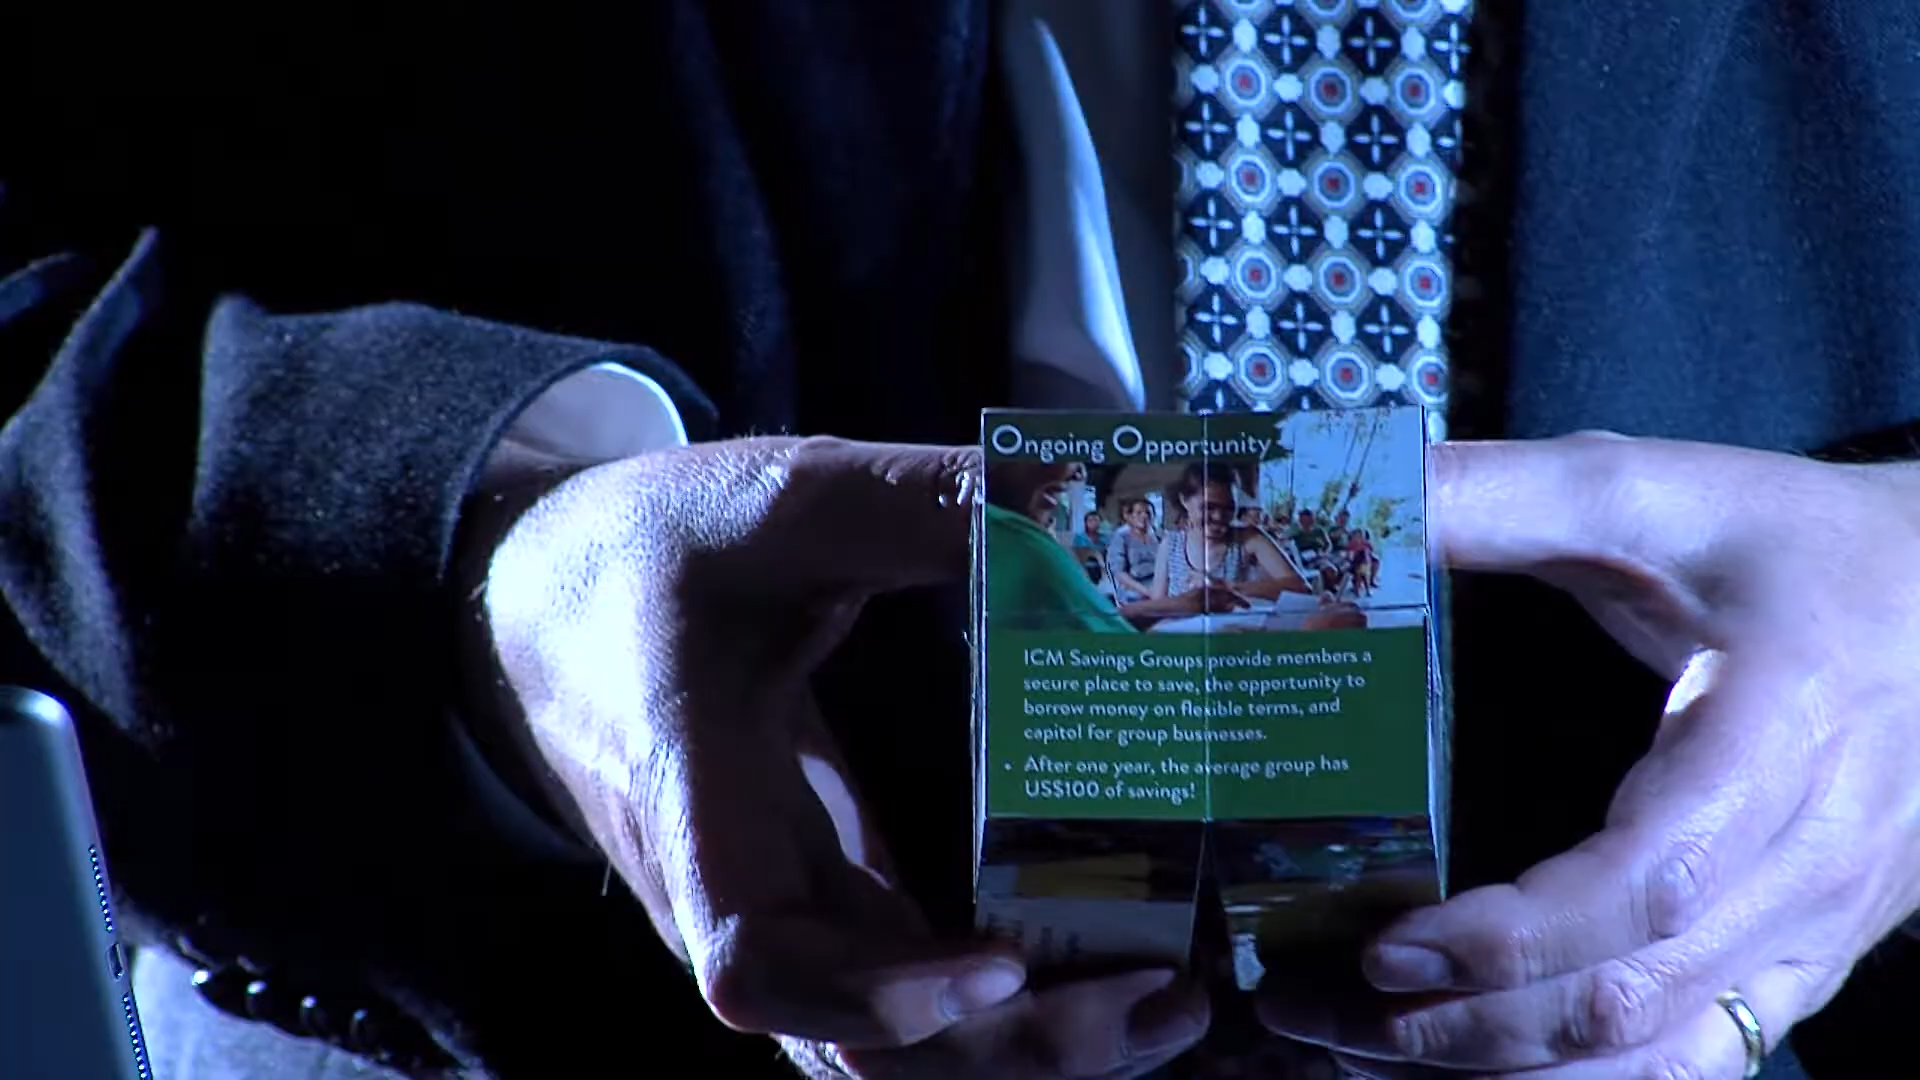 Ongoing Opportunity
ICM Savings Groups provide members a
secure place to save, the opportunity to
borrow money on flexible terms, and
capitol for group businesses.
• After one year, the average group has
US$100 of savings!